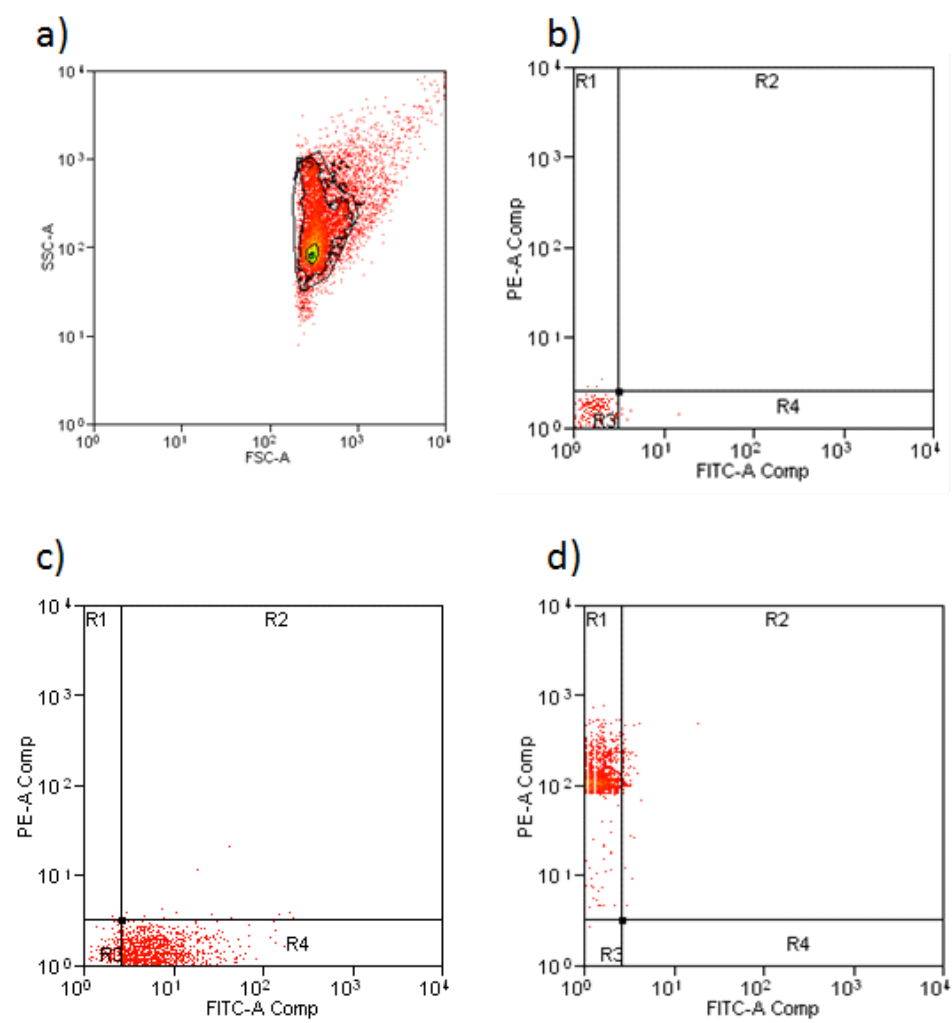 a)
10⁴
10³
10²
10¹
10⁰
SSC-A
10⁰ 10¹ 10² 10³ 10⁴
FSC-A
b)
R1 R2
10⁴
10³
10²
10¹
10⁰
PE-A Comp
R3 R4
10⁰ 10¹ 10² 10³ 10⁴
FITC-A Comp
c)
R1 R2
10⁴
10³
10²
10¹
10⁰
PE-A Comp
R3 R4
10⁰ 10¹ 10² 10³ 10⁴
FITC-A Comp
d)
R1 R2
10⁴
10³
10²
10¹
10⁰
PE-A Comp
R3 R4
10⁰ 10¹ 10² 10³ 10⁴
FITC-A Comp